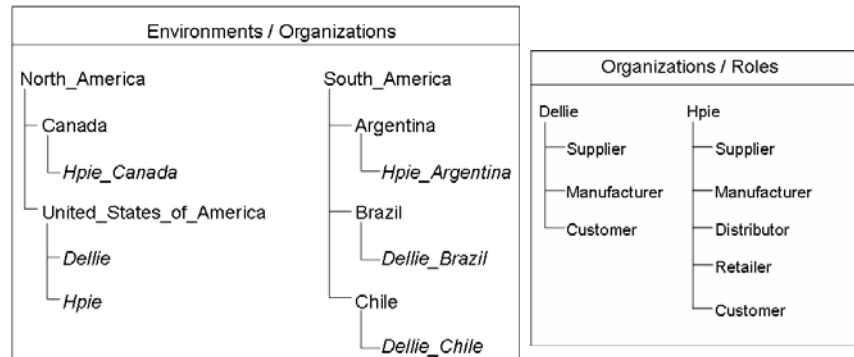 Environments / Organizations
North_America
Canada
Hpie_Canada
United_States_of_America
Dellie
Hpie
South_America
Argentina
Hpie_Argentina
Brazil
Dellie_Brazil
Chile
Dellie_Chile
Organizations / Roles
Dellie
Supplier
Manufacturer
Customer
Hpie
Supplier
Manufacturer
Distributor
Retailer
Customer